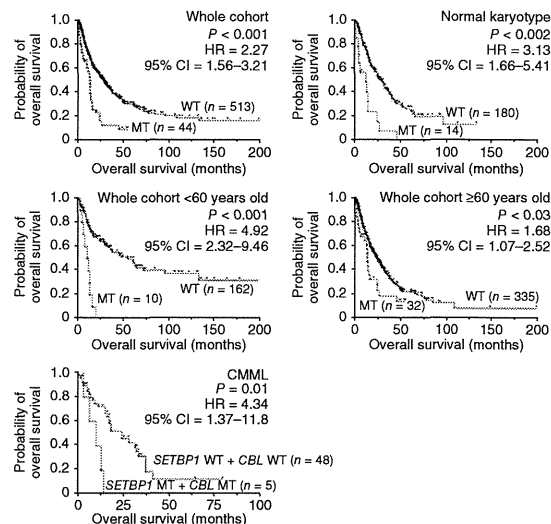 Whole cohort
P < 0.001
HR = 2.27
95% CI = 1.56–3.21
Probability of
overall survival
1.0
0.8
0.6
0.4
0.2
0
WT (n = 513)
MT (n = 44)
0 50 100 150 200
Overall survival (months)
Normal karyotype
P < 0.002
HR = 3.13
95% CI = 1.66–5.41
Probability of
overall survival
1.0
0.8
0.6
0.4
0.2
0
WT (n = 180)
MT (n = 14)
0 50 100 150 200
Overall survival (months)
Whole cohort <60 years old
P < 0.001
HR = 4.92
95% CI = 2.32–9.46
Probability of
overall survival
1.0
0.8
0.6
0.4
0.2
0
WT (n = 162)
MT (n = 10)
0 50 100 150 200
Overall survival (months)
Whole cohort ≥60 years old
P < 0.03
HR = 1.68
95% CI = 1.07–2.52
Probability of
overall survival
1.0
0.8
0.6
0.4
0.2
0
WT (n = 335)
MT (n = 32)
0 50 100 150 200
Overall survival (months)
CMML
P = 0.01
HR = 4.34
95% CI = 1.37–11.8
Probability of
overall survival
1.0
0.8
0.6
0.4
0.2
0
SETBP1 WT + CBL WT (n = 48)
SETBP1 MT + CBL MT (n = 5)
0 25 50 75 100
Overall survival (months)